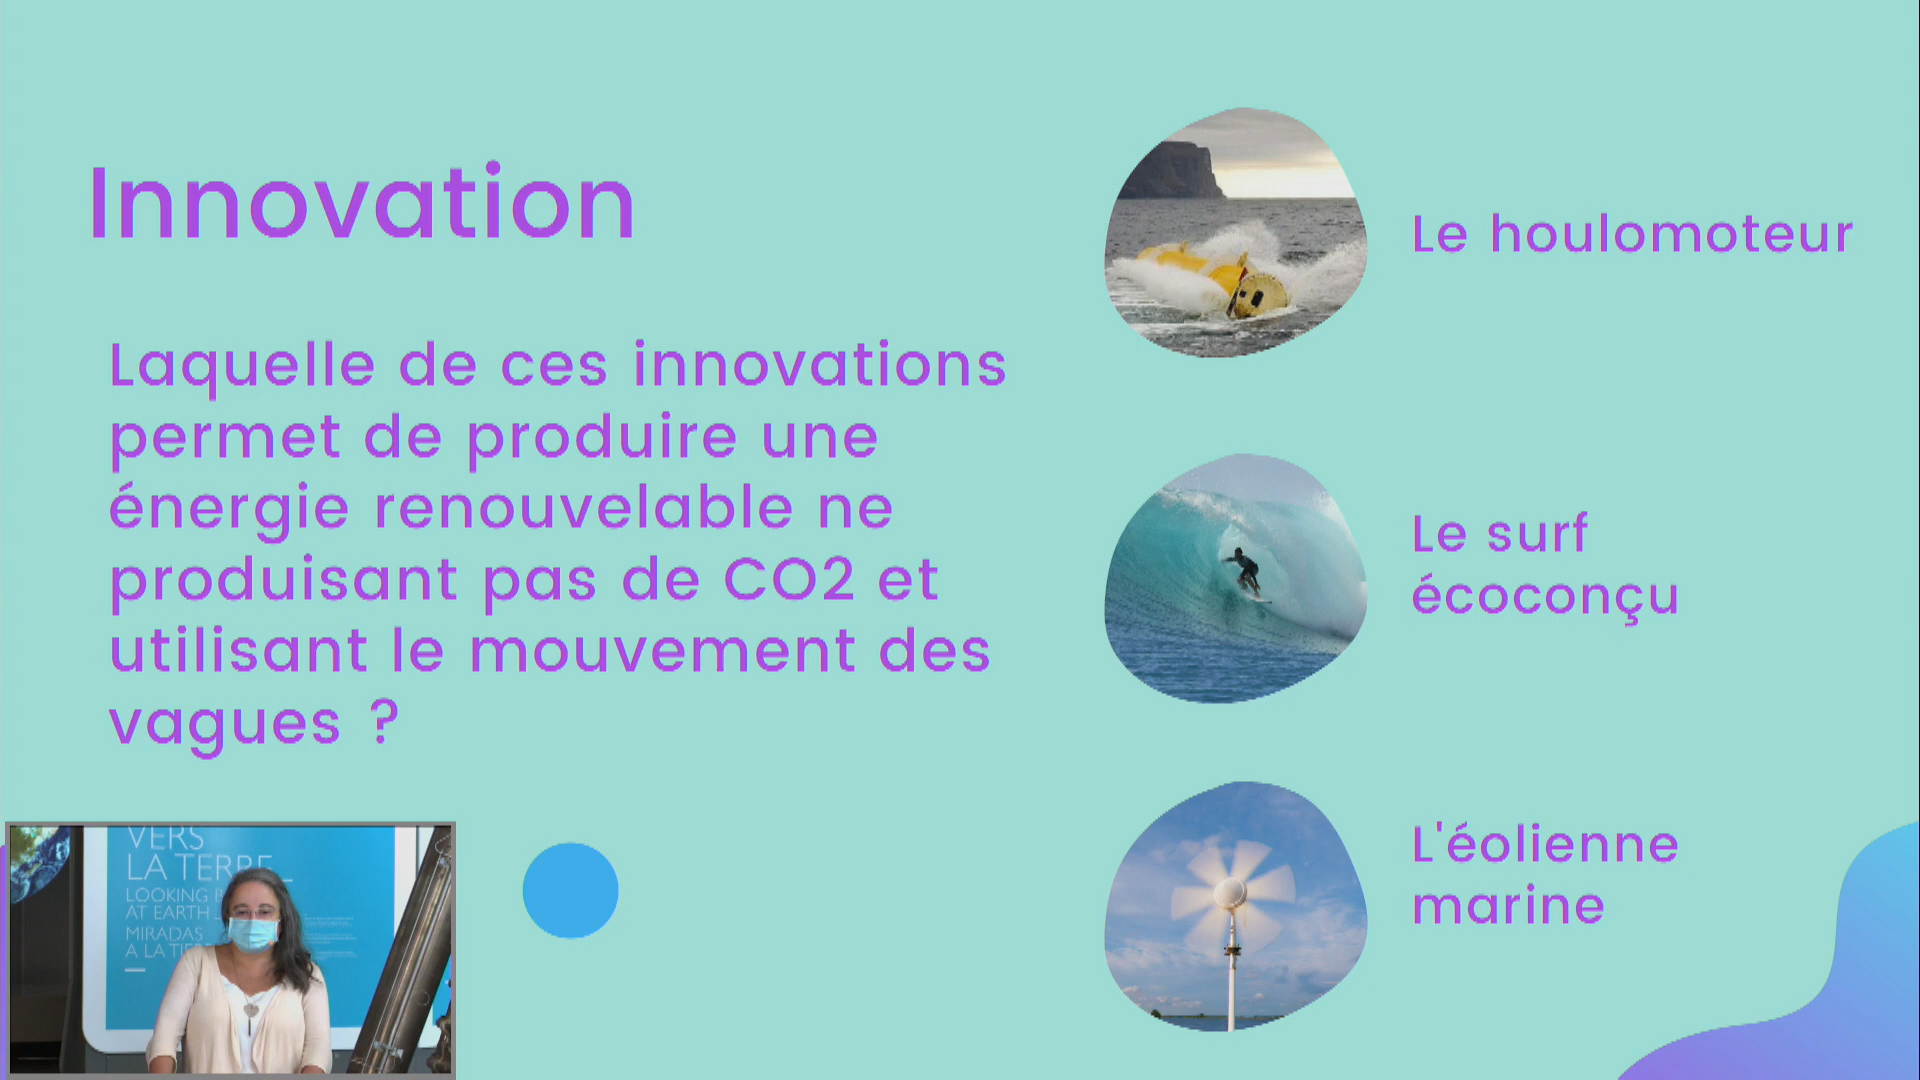 Innovation
Laquelle de ces innovations
permet de produire une
énergie renouvelable ne
produisant pas de CO2 et
utilisant le mouvement des
vagues ?
Le houlomoteur
Le surf
écoconçu
L'éolienne
marine
VERS
LA TERRE
LOOKING
AT EARTH
MIRADAS
A LA